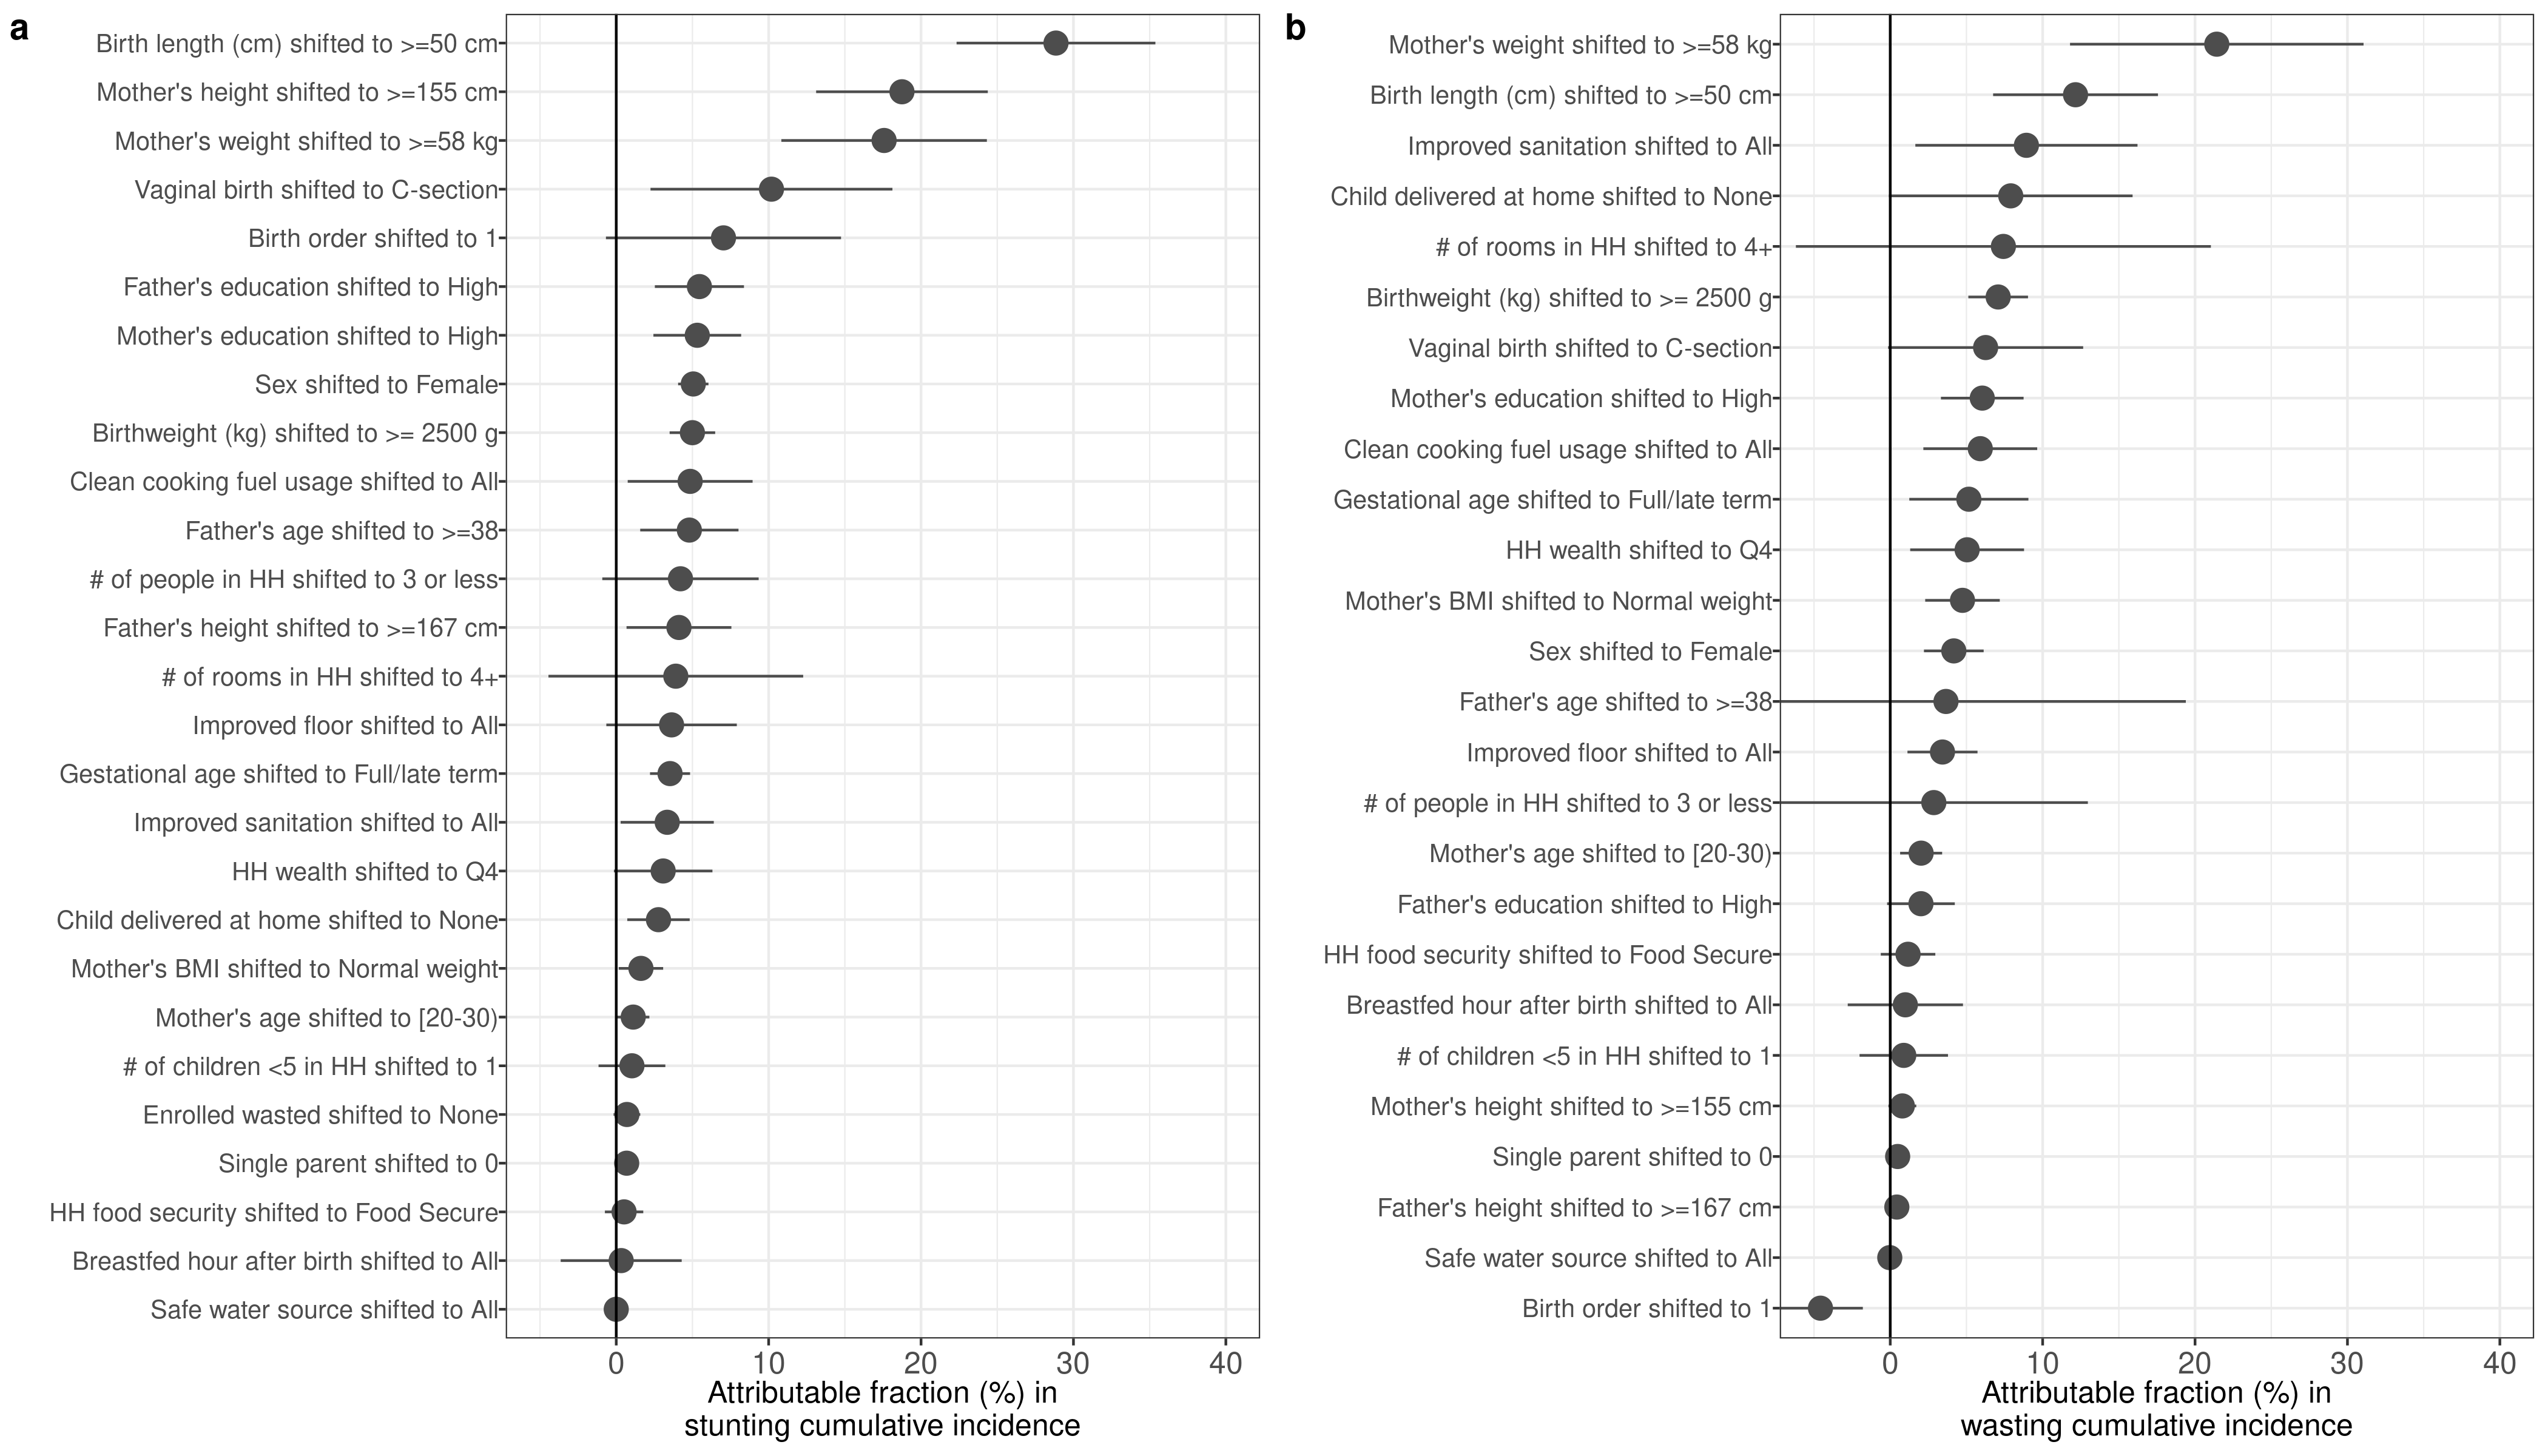 a
Birth length (cm) shifted to >=50 cm
Mother's height shifted to >=155 cm
Mother's weight shifted to >=58 kg
Vaginal birth shifted to C-section
Birth order shifted to 1
Father's education shifted to High
Mother's education shifted to High
Sex shifted to Female
Birthweight (kg) shifted to >= 2500 g
Clean cooking fuel usage shifted to All
Father's age shifted to >=38
# of people in HH shifted to 3 or less
Father's height shifted to >=167 cm
# of rooms in HH shifted to 4+
Improved floor shifted to All
Gestational age shifted to Full/late term
Improved sanitation shifted to All
HH wealth shifted to Q4
Child delivered at home shifted to None
Mother's BMI shifted to Normal weight
Mother's age shifted to [20-30)
# of children <5 in HH shifted to 1
Enrolled wasted shifted to None
Single parent shifted to 0
HH food security shifted to Food Secure
Breastfed hour after birth shifted to All
Safe water source shifted to All
0 10 20 30 40
Attributable fraction (%) in
stunting cumulative incidence
b
Mother's weight shifted to >=58 kg
Birth length (cm) shifted to >=50 cm
Improved sanitation shifted to All
Child delivered at home shifted to None
# of rooms in HH shifted to 4+
Birthweight (kg) shifted to >= 2500 g
Vaginal birth shifted to C-section
Mother's education shifted to High
Clean cooking fuel usage shifted to All
Gestational age shifted to Full/late term
HH wealth shifted to Q4
Mother's BMI shifted to Normal weight
Sex shifted to Female
Father's age shifted to >=38
Improved floor shifted to All
# of people in HH shifted to 3 or less
Mother's age shifted to [20-30)
Father's education shifted to High
HH food security shifted to Food Secure
Breastfed hour after birth shifted to All
# of children <5 in HH shifted to 1
Mother's height shifted to >=155 cm
Single parent shifted to 0
Father's height shifted to >=167 cm
Safe water source shifted to All
Birth order shifted to 1
0 10 20 30 40
Attributable fraction (%) in
wasting cumulative incidence